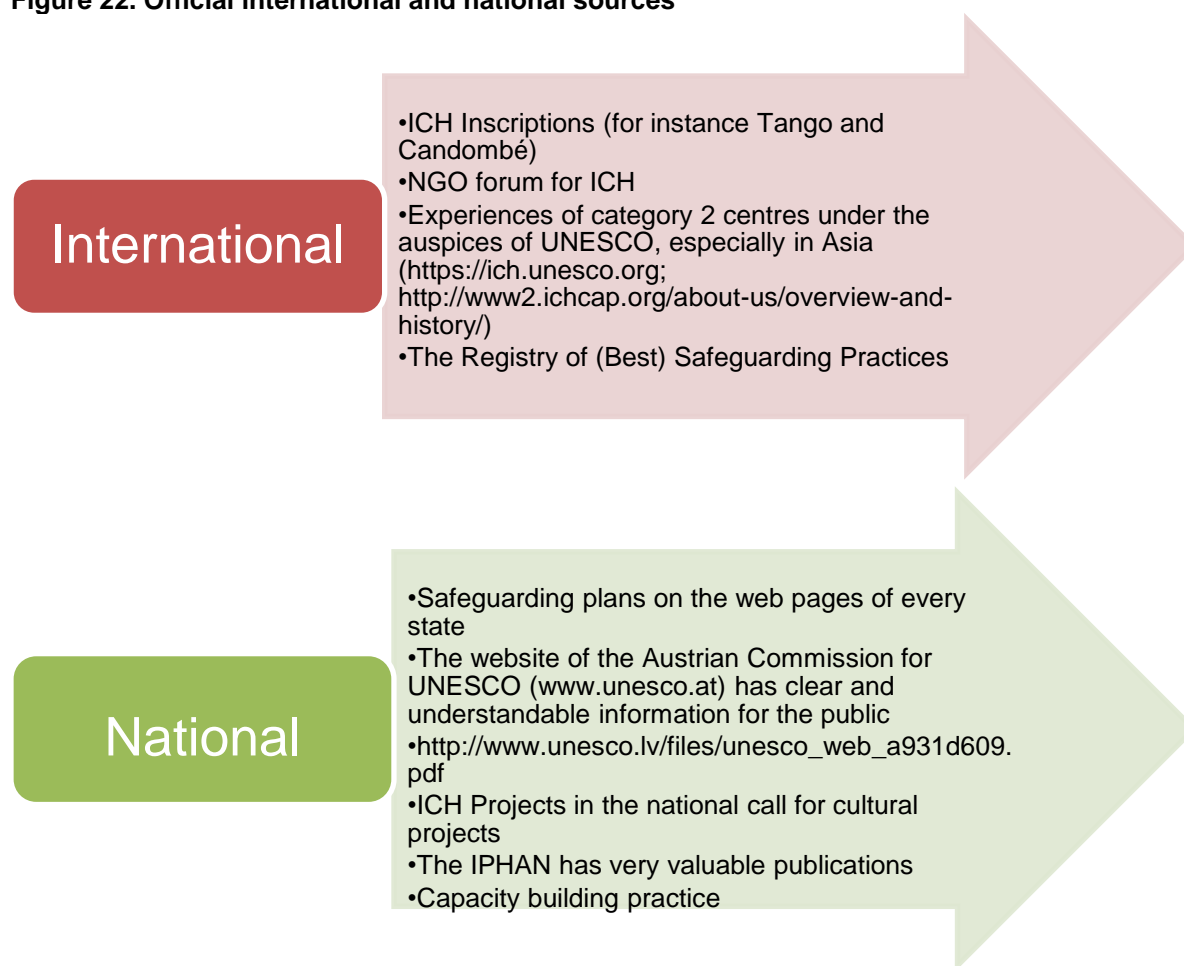 Figure 22. Official international and national sources
International
•ICH Inscriptions (for instance Tango and
Candombé)
•NGO forum for ICH
•Experiences of category 2 centres under the
auspices of UNESCO, especially in Asia
(https://ich.unesco.org;
http://www2.ichcap.org/about-us/overview-and-
history/)
•The Registry of (Best) Safeguarding Practices
National
•Safeguarding plans on the web pages of every
state
•The website of the Austrian Commission for
UNESCO (www.unesco.at) has clear and
understandable information for the public
•http://www.unesco.lv/files/unesco_web_a931d609.
pdf
•ICH Projects in the national call for cultural
projects
•The IPHAN has very valuable publications
•Capacity building practice